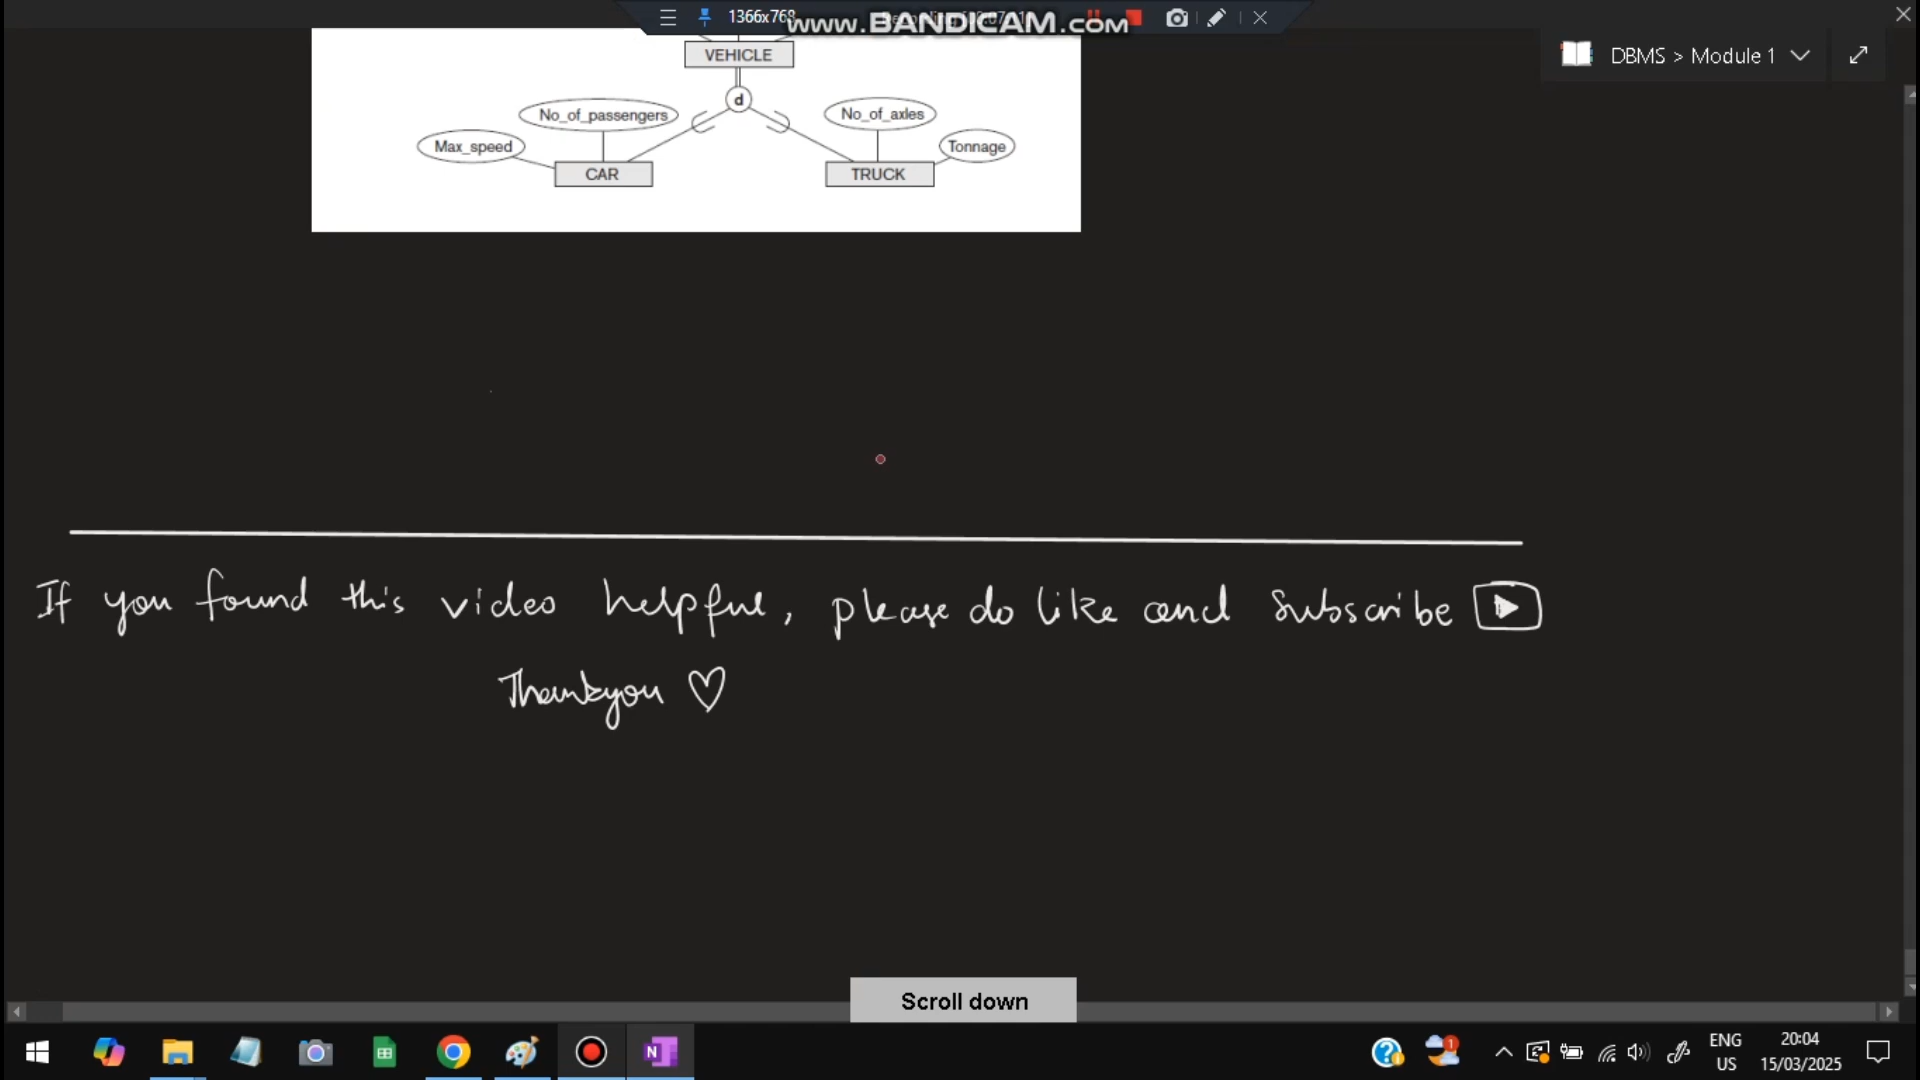 1366x768
www.BANDICAM.com
DBMS > Module 1
VEHICLE
d
No_of_passengers
No_of_axles
Max_speed
Tonnage
CAR
TRUCK
If you found this video helpful, please do like and Subscribe
Thankyou ♡
Scroll down
ENG
US
20:04
15/03/2025